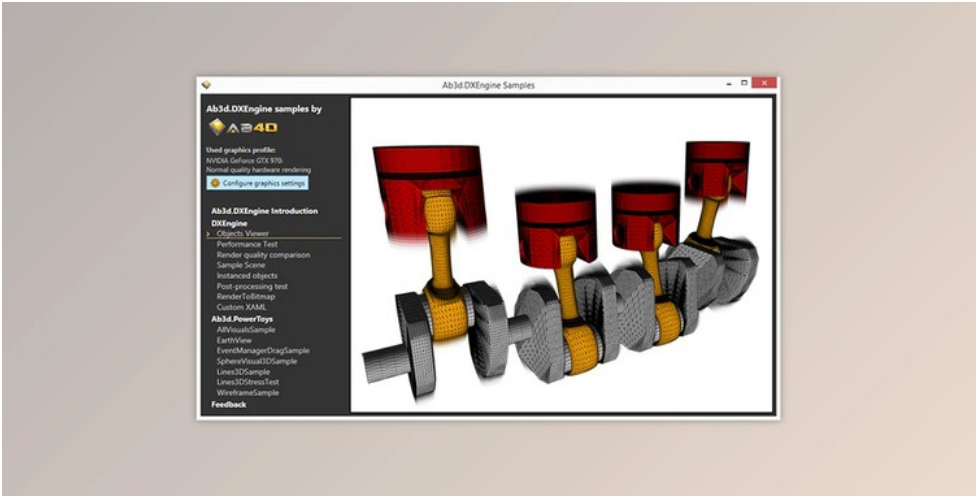 Ab3d.DXEngine Samples
Ab3d.DXEngine samples by
AB4D
Used graphics profile:
NVIDIA GeForce GTX 970:
Normal quality hardware rendering
Configure graphics settings
Ab3d.DXEngine Introduction
DXEngine
Objects Viewer
Performance Test
Render quality comparison
Sample Scene
Instanced objects
Post-processing test
RenderToBitmap
Custom XAML
Ab3d.PowerToys
AllVisualsSample
EarthView
EventManagerDragSample
SphereVisual3DSample
Lines3DSample
Lines3DStressTest
WireframeSample
Feedback